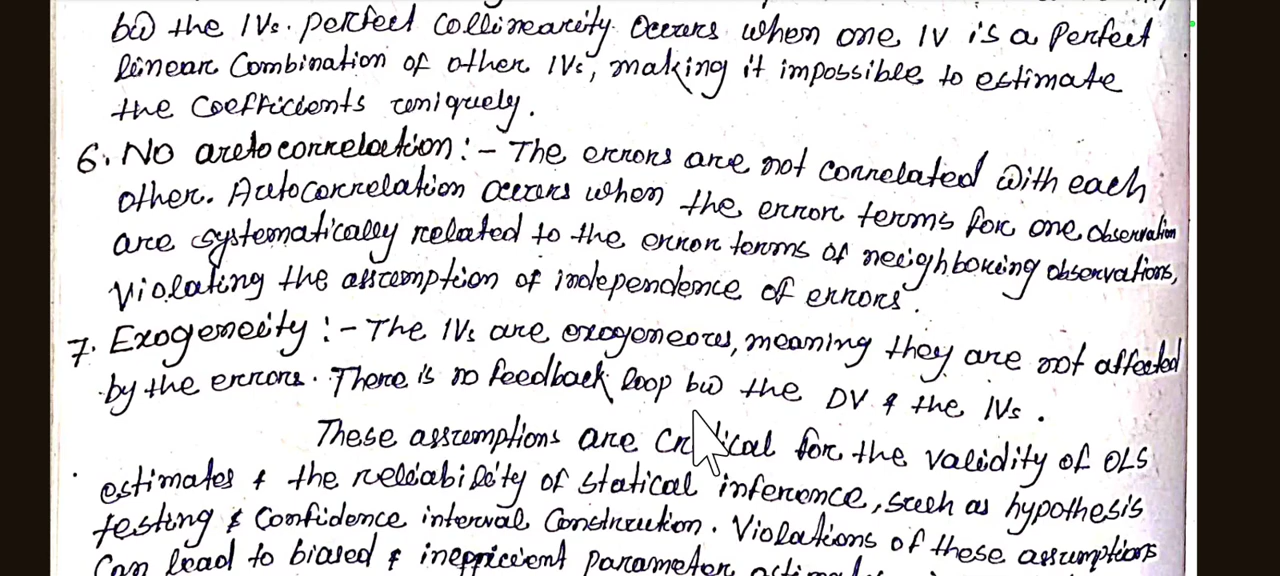 b/w the IVs. Perfect Collinearity Occurs when one IV is a Perfect
linear Combination of other IVs, making it impossible to estimate
the Coefficients uniquely.
6. No autocorrelation :- The errors are not correlated with each
other. Autocorrelation occurs when the error terms for one observation
are systematically related to the error terms of neighboring observations,
Violating the assumption of independence of errors.
7. Exogeneity :- The IVs are exogeneous, meaning they are not affected
by the errors. There is no feedback loop b/w the DV & the IVs.
These assumptions are Critical for the validity of OLS
estimates & the reliability of statical inference, such as hypothesis
testing & Confidence interval Construction. Violations of these assumptions
Can lead to biased & inefficient parameter